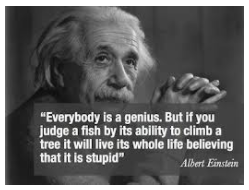 "Everybody is a genius. But if you
judge a fish by its ability to climb a
tree it will live its whole life believing
that it is stupid"
Albert Einstein